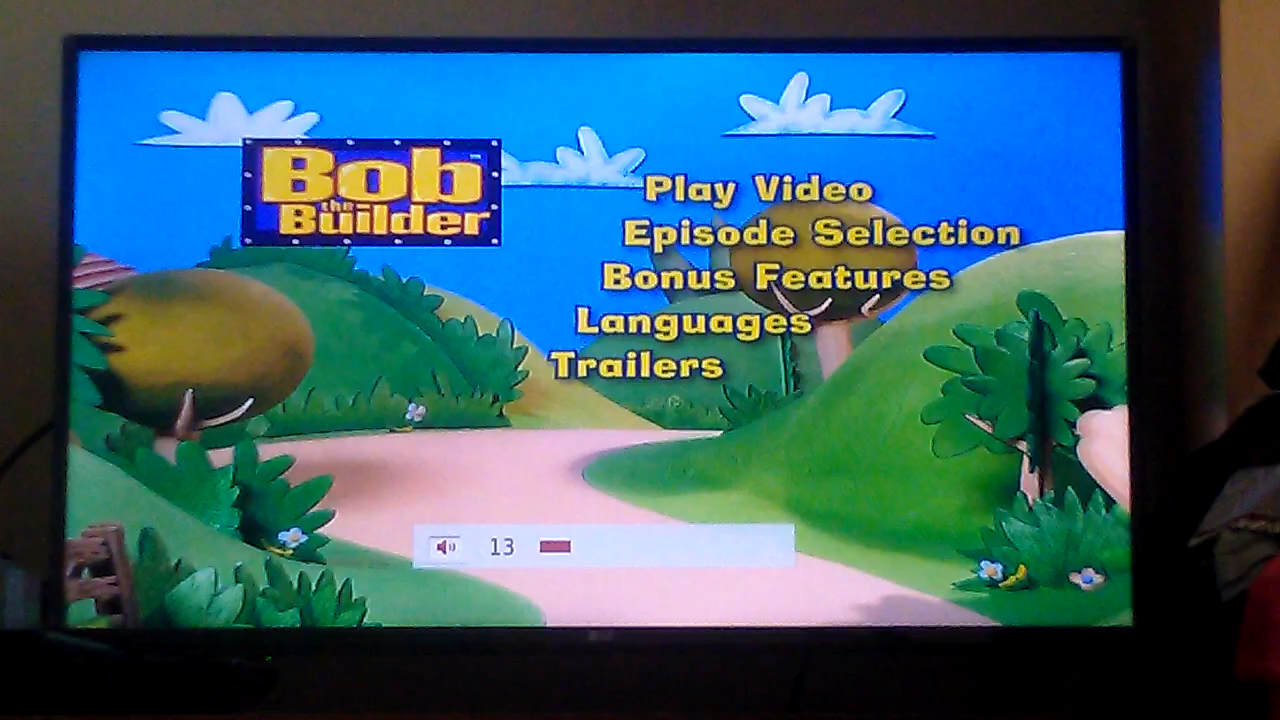 Bob
the
Builder
Play Video
Episode Selection
Bonus Features
Languages
Trailers
13